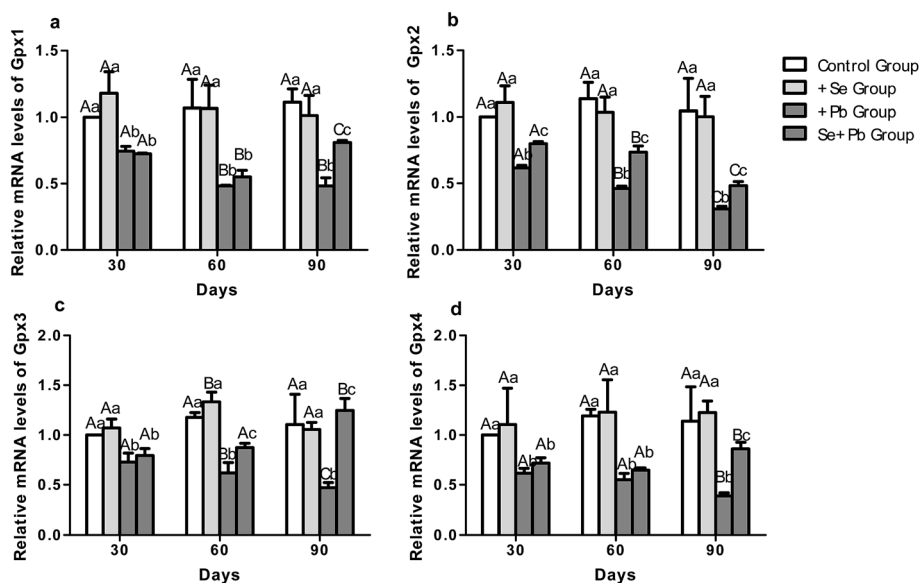 a
Relative mRNA levels of Gpx1
1.5
1.0
0.5
0.0
Aa Aa Ab Ab
Aa Aa Bb Bb
Aa Aa Bb Cc
30 60 90
Days
b
Relative mRNA levels of Gpx2
1.5
1.0
0.5
0.0
Aa Aa Ab Ac
Aa Aa Bb Bc
Aa Aa Cb Cc
30 60 90
Days
Control Group
+Se Group
+Pb Group
Se+Pb Group
c
Relative mRNA levels of Gpx3
2.0
1.5
1.0
0.5
0.0
Aa Aa Ab Ab
Aa Ba Bb Ac
Aa Aa Cb Bc
30 60 90
Days
d
Relative mRNA levels of Gpx4
2.0
1.5
1.0
0.5
0.0
Aa Aa Ab Ab
Aa Aa Ab Ab
Aa Aa Bb Bc
30 60 90
Days